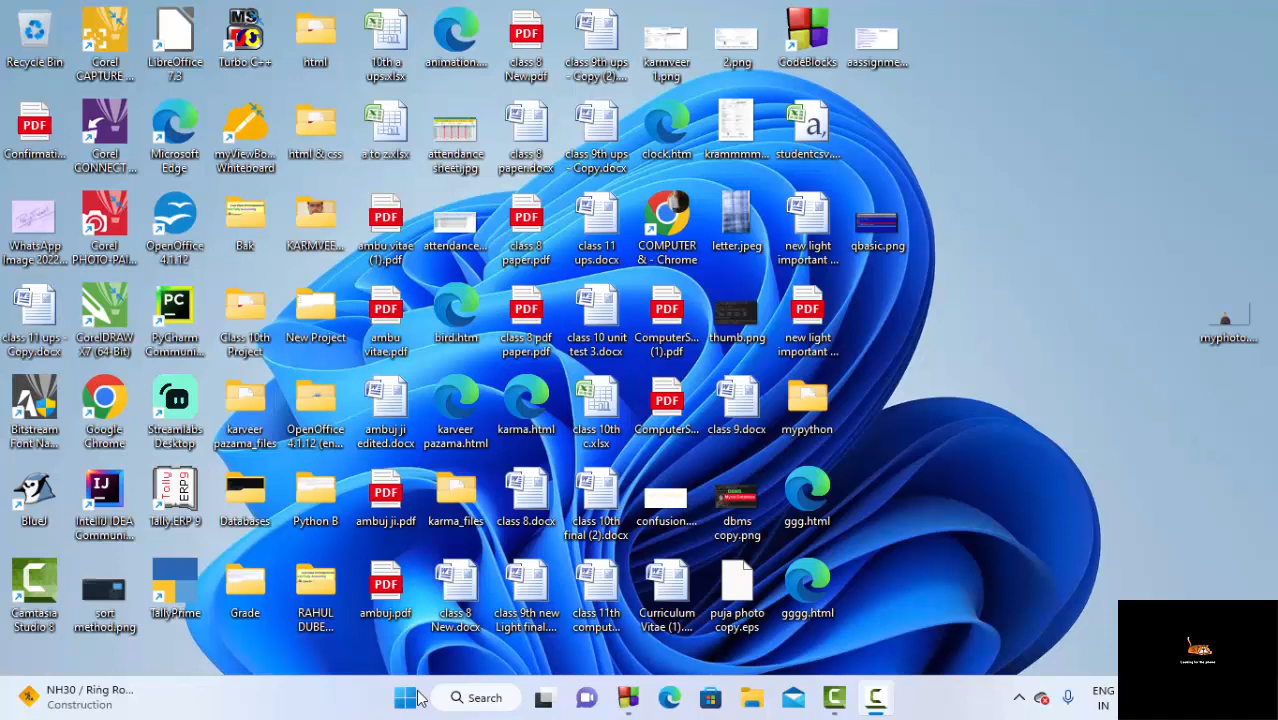 Recycle Bin
Corel
CAPTURE ...
LibreOffice
7.3
Turbo C++
html
10th a
ups.xlsx
animation....
class 8
New.pdf
class 9th ups
- Copy (2)....
karmveer
1.png
2.png
CodeBlocks
aassignme...
Confirmati...
Corel
CONNECT ...
Microsoft
Edge
myViewBo...
Whiteboard
html & css
a to z.xlsx
attendance
sheet.jpg
class 8
paper.docx
class 9th ups
- Copy.docx
clock.htm
krammmm...
studentcsv....
WhatsApp
Image 2022...
Corel
PHOTO-PAI...
OpenOffice
4.1.12
Bak
KARMVEE...
ambu vitae
(1).pdf
attendance...
class 8
paper.pdf
class 11
ups.docx
COMPUTER
& - Chrome
letter.jpeg
new light
important ...
qbasic.png
class 11 ups -
Copy.docx
CorelDRAW
X7 (64-Bit)
PyCharm
Communi...
Class 10th
Project
New Project
ambu
vitae.pdf
bird.htm
class 8 pdf
paper.pdf
class 10 unit
test 3.docx
ComputerS...
(1).pdf
thumb.png
new light
important ...
myphoto....
Bitstream
Font Na...
Google
Chrome
Streamlabs
Desktop
karveer
pazama_files
OpenOffice
4.1.12 (en...
ambuj ji
edited.docx
karveer
pazama.html
karma.html
class 10th
c.xlsx
ComputerS...
class 9.docx
mypython
BlueJ
IntelliJ IDEA
Communi...
Tally.ERP 9
Databases
Python B
ambuj ji.pdf
karma_files
class 8.docx
class 10th
final (2).docx
confusion....
dbms
copy.png
ggg.html
Camtasia
Studio 8
sort
method.png
TallyPrime
Grade
RAHUL
DUBE...
ambuj.pdf
class 8
New.docx
class 9th new
Light final....
class 11th
comput...
Curriculum
Vitae (1)....
puja photo
copy.eps
gggg.html
NH30 / Ring Ro...
Construction
Search
ENG
IN
Looking for the phone